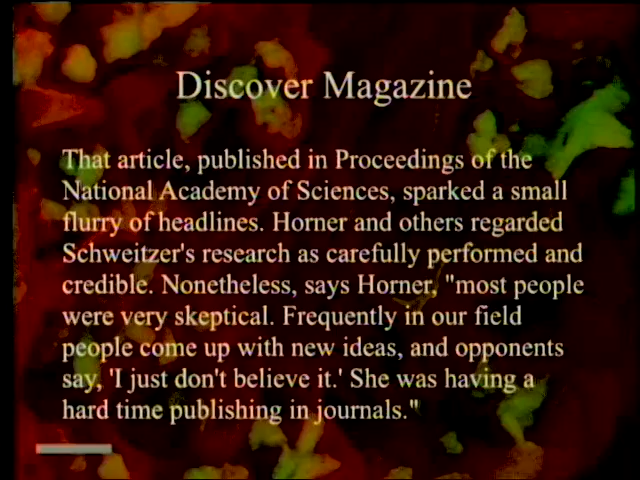 Discover Magazine
That article, published in Proceedings of the
National Academy of Sciences, sparked a small
flurry of headlines. Horner and others regarded
Schweitzer's research as carefully performed and
credible. Nonetheless, says Horner, "most people
were very skeptical. Frequently in our field
people come up with new ideas, and opponents
say, 'I just don't believe it.' She was having a
hard time publishing in journals."